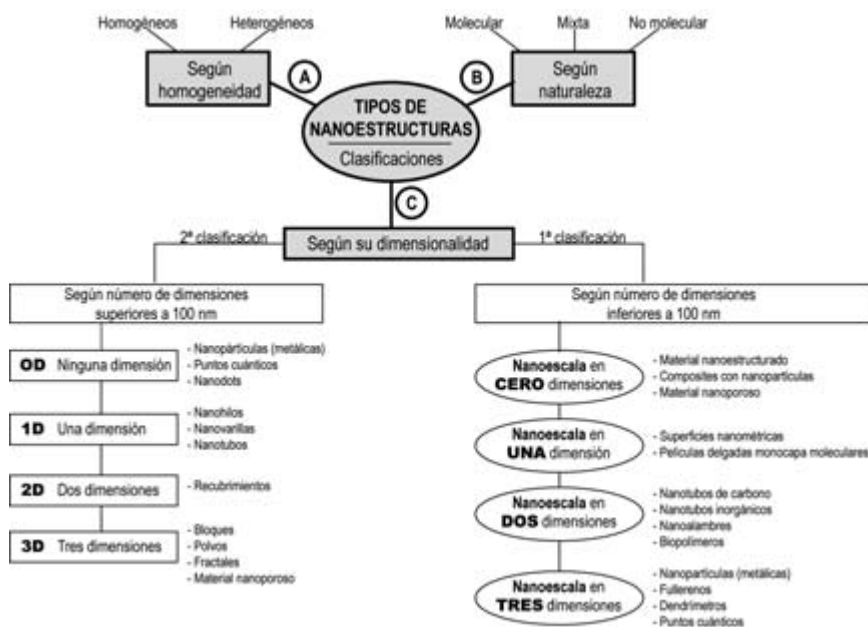 Homogéneos
Heterogéneos
Según
homogeneidad
A
Molecular
Mixta
No molecular
B
Según
naturaleza
TIPOS DE
NANOESTRUCTURAS
Clasificaciones
C
2ª clasificación
Según su dimensionalidad
1ª clasificación
Según número de dimensiones
superiores a 100 nm
0D Ninguna dimensión
- Nanopárticulas (metálicas)
- Puntos cuánticos
- Nanodots
1D Una dimensión
- Nanohilos
- Nanovarillas
- Nanotubos
2D Dos dimensiones
- Recubrimientos
3D Tres dimensiones
- Bloques
- Polvos
- Fractales
- Material nanoporoso
Según número de dimensiones
inferiores a 100 nm
Nanoescala en
CERO dimensiones
- Material nanoestructurado
- Composites con nanopartículas
- Material nanoporoso
Nanoescala en
UNA dimensión
- Superficies nanométricas
- Películas delgadas monocapa moleculares
Nanoescala en
DOS dimensiones
- Nanotubos de carbono
- Nanotubos inorgánicos
- Nanoalambres
- Biopolímeros
Nanoescala en
TRES dimensiones
- Nanopartículas (metálicas)
- Fullerenos
- Dendrímetros
- Puntos cuánticos